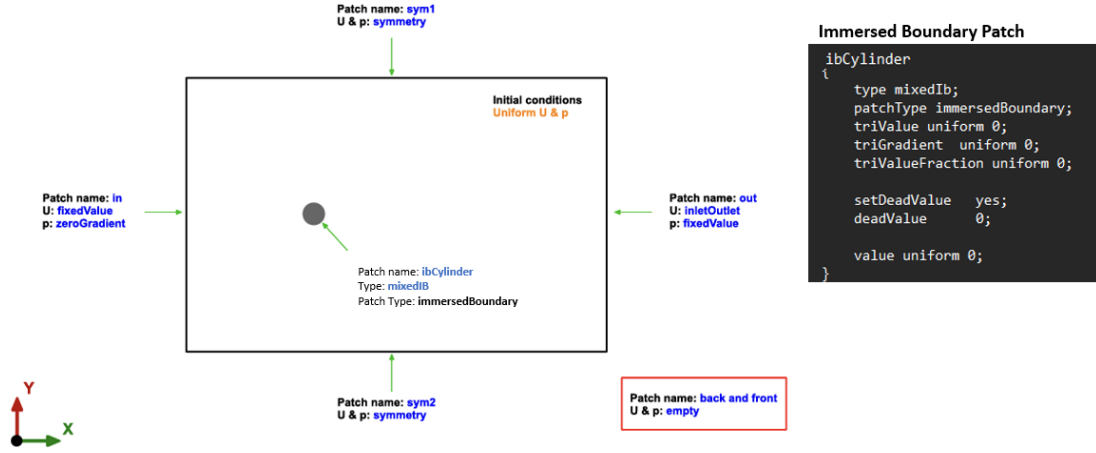 Patch name: sym1
U & p: symmetry
Immersed Boundary Patch
ibCylinder
{
type mixedIb;
patchType immersedBoundary;
triValue uniform 0;
triGradient  uniform 0;
triValueFraction uniform 0;
setDeadValue   yes;
deadValue      0;
value uniform 0;
}
Initial conditions
Uniform U & p
Patch name: in
U: fixedValue
p: zeroGradient
Patch name: out
U: inletOutlet
p: fixedValue
Patch name: ibCylinder
Type: mixedIB
Patch Type: immersedBoundary
Patch name: sym2
U & p: symmetry
Patch name: back and front
U & p: empty
Y
X